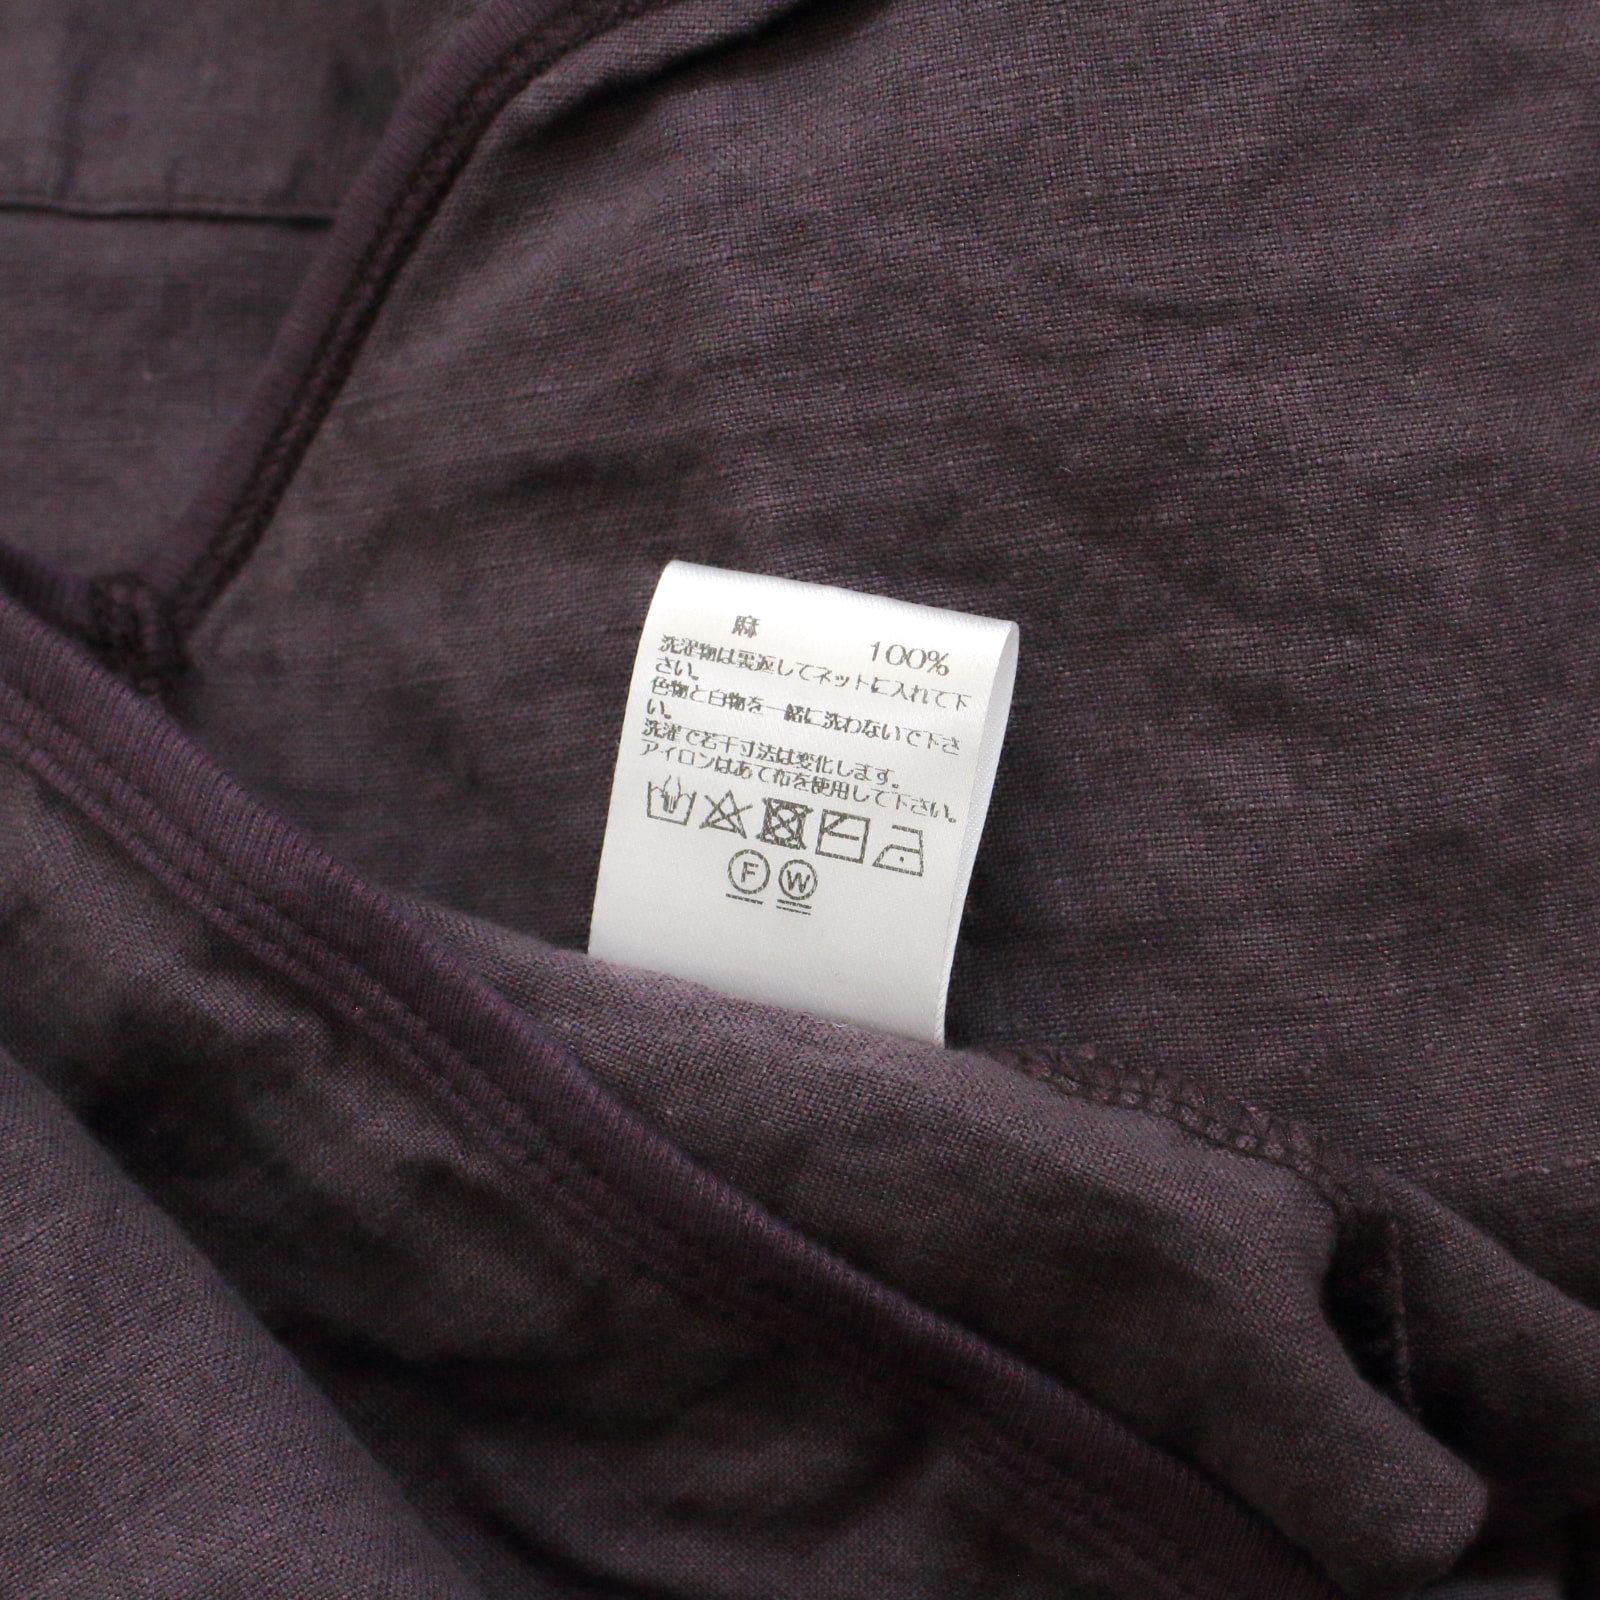 麻 100%
洗濯物は裏返してネットに入れて下
さい。
色物と白物を一緒に洗わないで下さ
い。
洗濯で若干寸法は変化します。
アイロンはあて布を使用して下さい。
F W